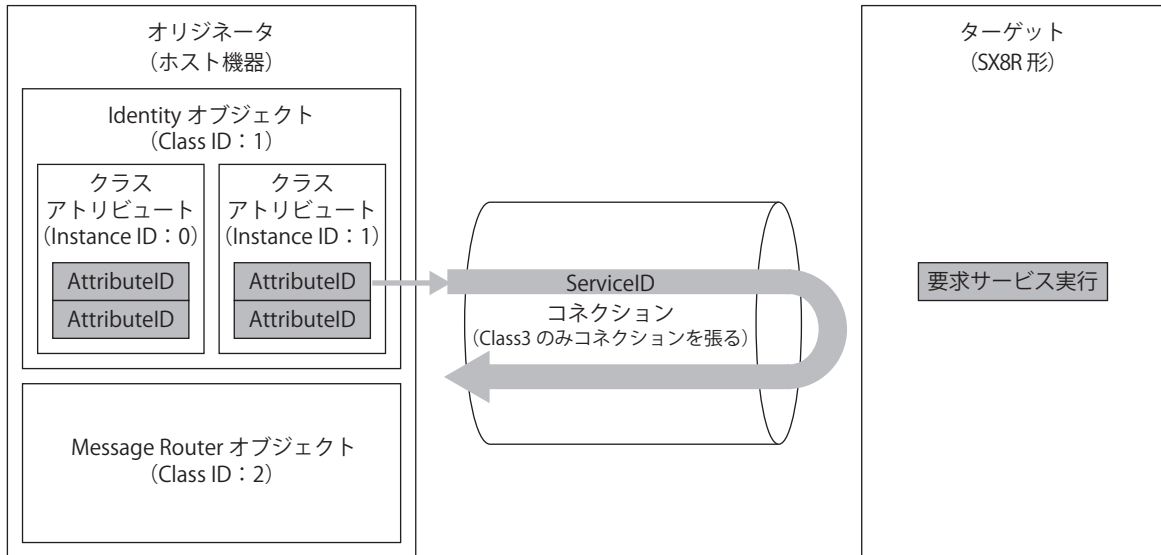 オリジネータ
（ホスト機器）
Identity オブジェクト
（Class ID：1）
クラス
アトリビュート
（Instance ID：0）
AttributeID
AttributeID
クラス
アトリビュート
（Instance ID：1）
AttributeID
AttributeID
Message Router オブジェクト
（Class ID：2）
ServiceID
コネクション
（Class3 のみコネクションを張る）
ターゲット
（SX8R 形）
要求サービス実行